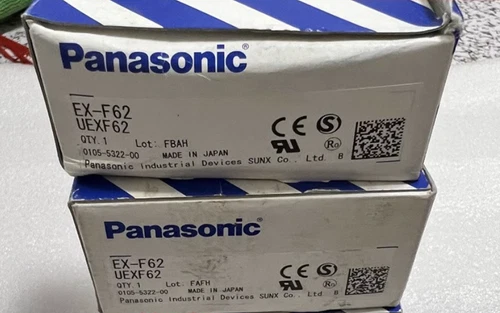 Panasonic®
EX-F62
UEXF62
QTY. 1 Lot: FBAH
0105-5322-00 MADE IN JAPAN
Panasonic Industrial Devices SUNX Co., Ltd. B
CE
Panasonic®
EX-F62
UEXF62
QTY. 1 Lot: FAFH
0105-5322-00 MADE IN JAPAN
Panasonic Industrial Devices SUNX Co., Ltd. B
CE